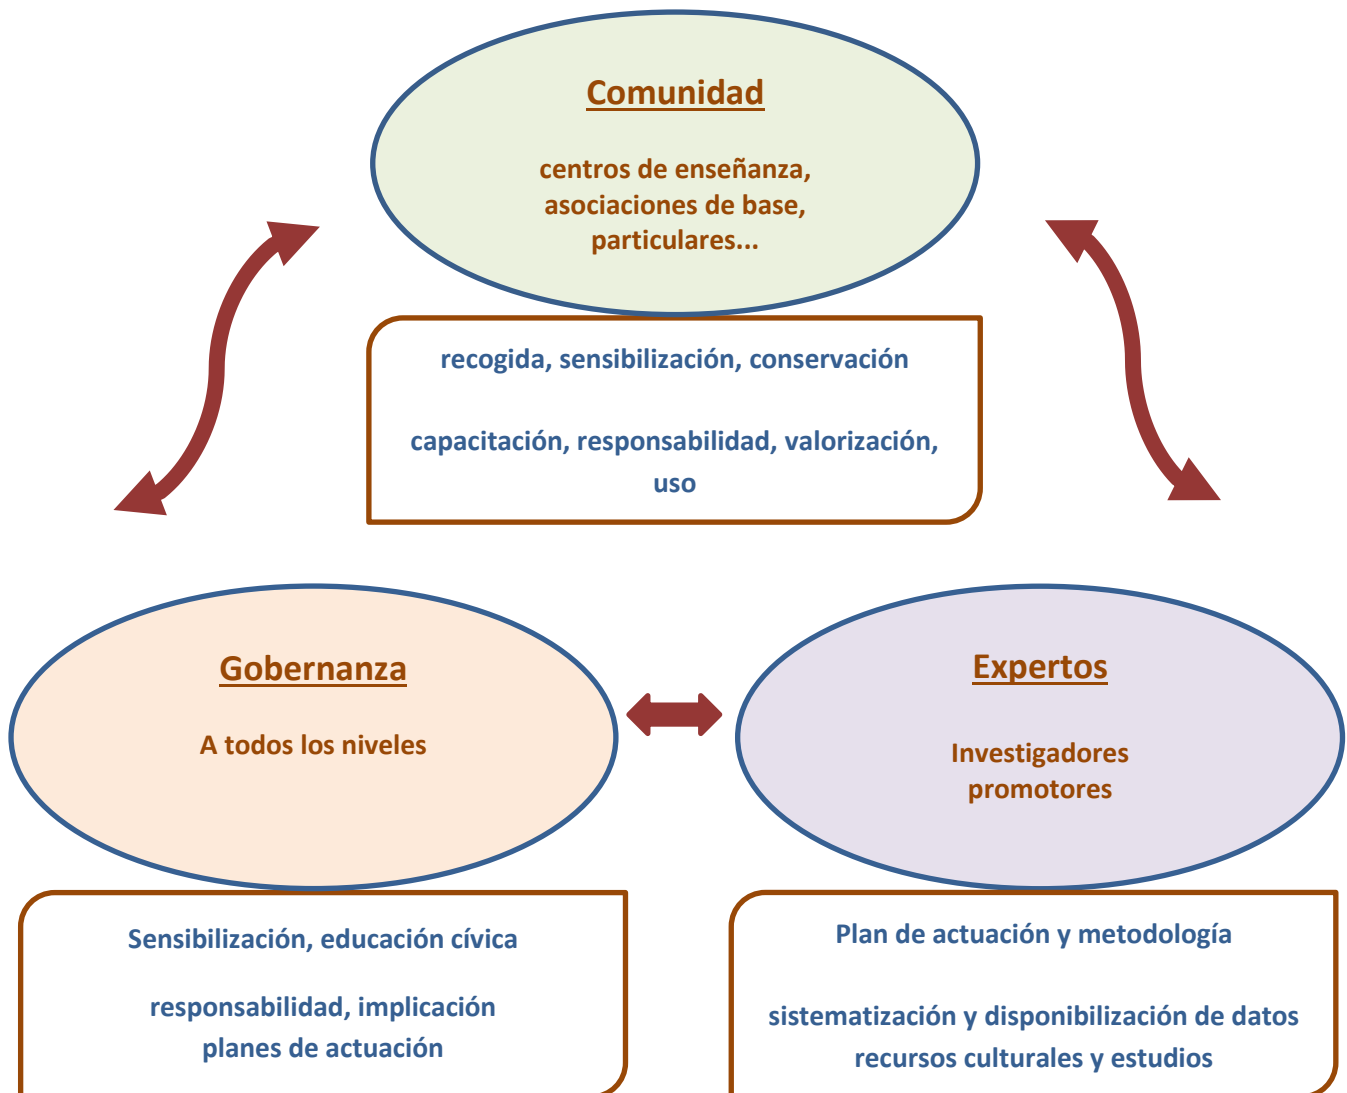 Comunidad
centros de enseñanza,
asociaciones de base,
particulares...
recogida, sensibilización, conservación
capacitación, responsabilidad, valorización,
uso
Gobernanza
A todos los niveles
Sensibilización, educación cívica
responsabilidad, implicación
planes de actuación
Expertos
Investigadores
promotores
Plan de actuación y metodología
sistematización y disponibilización de datos
recursos culturales y estudios